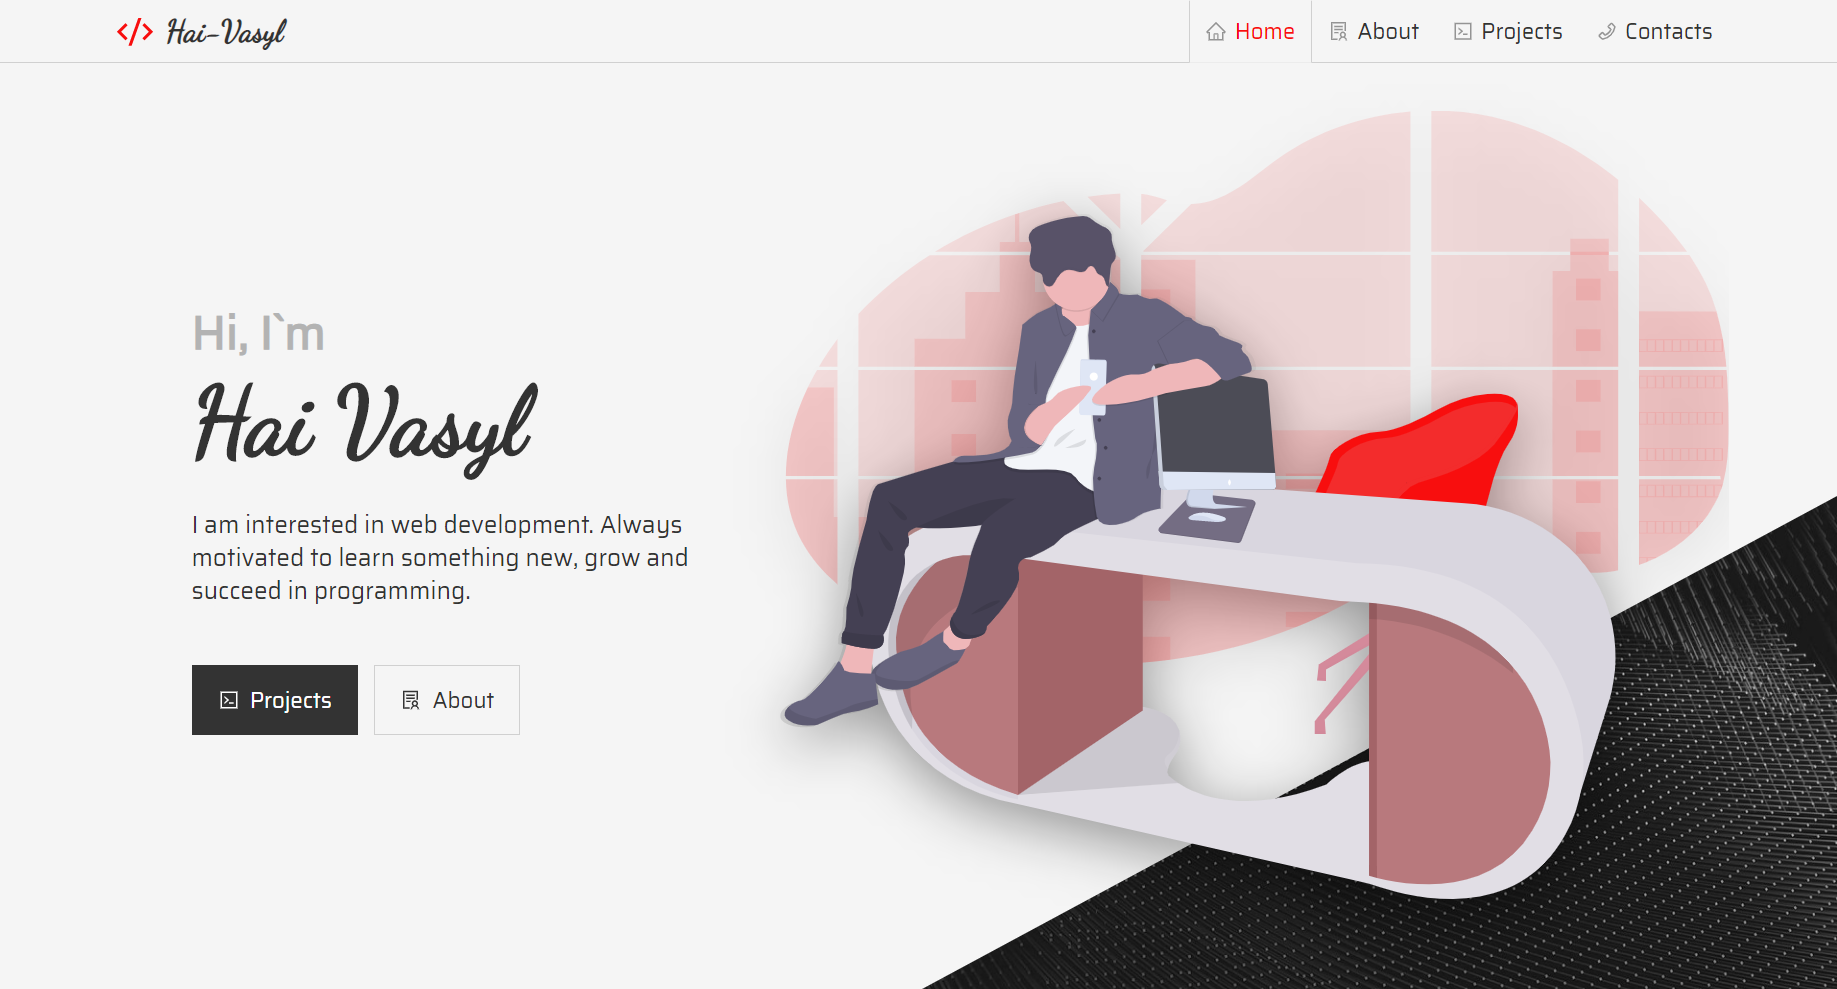 </> Hai-Vasyl
Home About Projects Contacts
Hi, I`m
Hai Vasyl
I am interested in web development. Always
motivated to learn something new, grow and
succeed in programming.
Projects About